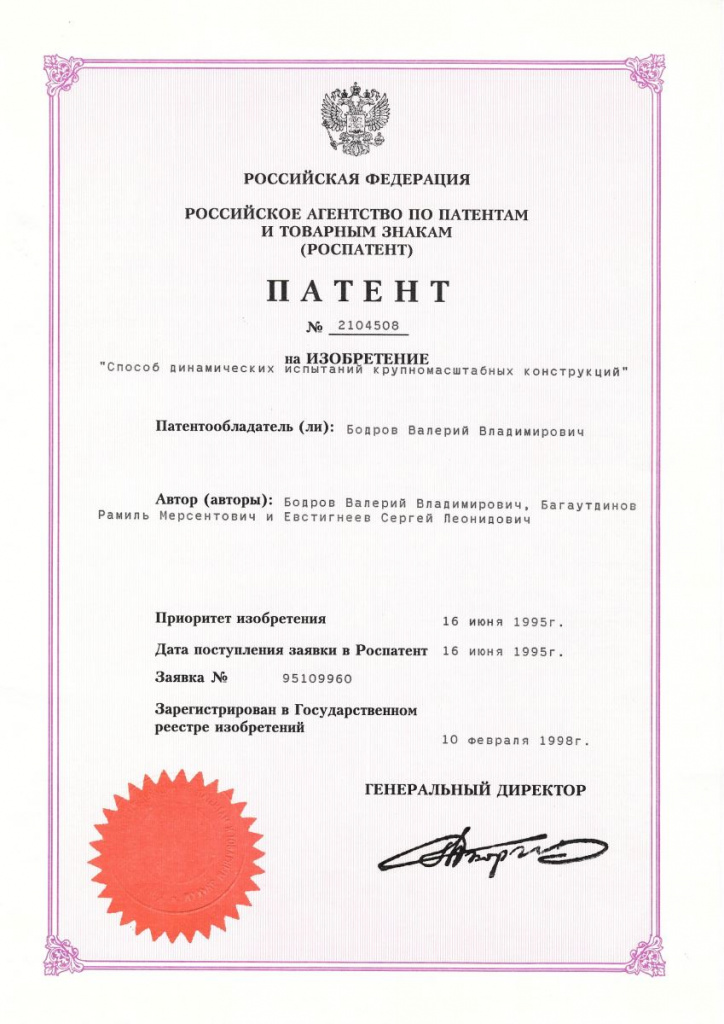 РОССИЙСКАЯ ФЕДЕРАЦИЯ
РОССИЙСКОЕ АГЕНТСТВО ПО ПАТЕНТАМ
И ТОВАРНЫМ ЗНАКАМ
(РОСПАТЕНТ)
ПАТЕНТ
№ 2104508
на ИЗОБРЕТЕНИЕ
"Способ динамических испытаний крупномасштабных конструкций"
Патентообладатель (ли): Бодров Валерий Владимирович
Автор (авторы): Бодров Валерий Владимирович, Багаутдинов
Рамиль Мерсентович и Евстигнеев Сергей Леонидович
Приоритет изобретения 16 июня 1995г.
Дата поступления заявки в Роспатент 16 июня 1995г.
Заявка № 95109960
Зарегистрирован в Государственном
реестре изобретений
10 февраля 1998г.
ГЕНЕРАЛЬНЫЙ ДИРЕКТОР